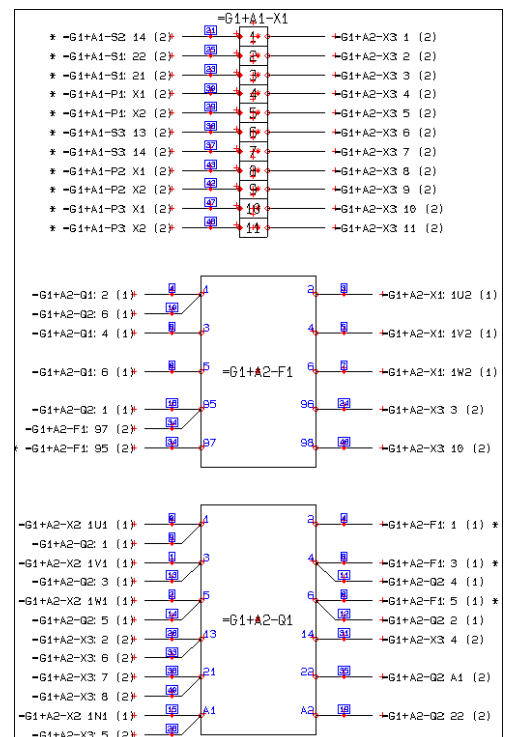 =G1+A1-X1
* -G1+A1-S2: 14 (2) 1 =G1+A2-X3: 1 (2)
* -G1+A1-S1: 22 (2) 2 =G1+A2-X3: 2 (2)
* -G1+A1-S1: 21 (2) 3 =G1+A2-X3: 3 (2)
* -G1+A1-P1: X1 (2) 4 =G1+A2-X3: 4 (2)
* -G1+A1-P1: X2 (2) 5 =G1+A2-X3: 5 (2)
* -G1+A1-S3: 13 (2) 6 =G1+A2-X3: 6 (2)
* -G1+A1-S3: 14 (2) 7 =G1+A2-X3: 7 (2)
* -G1+A1-P2: X1 (2) 8 =G1+A2-X3: 8 (2)
* -G1+A1-P2: X2 (2) 9 =G1+A2-X3: 9 (2)
* -G1+A1-P3: X1 (2) 47 10 =G1+A2-X3: 10 (2)
* -G1+A1-P3: X2 (2) 11 =G1+A2-X3: 11 (2)
=G1+A2-Q1: 2 (1) 1 2 =G1+A2-X1: 1U2 (1)
=G1+A2-Q2: 6 (1)
=G1+A2-Q1: 4 (1) 3 4 =G1+A2-X1: 1V2 (1)
=G1+A2-Q1: 6 (1) 5 =G1+A2-F1 6 =G1+A2-X1: 1W2 (1)
=G1+A2-Q2: 1 (1) 95 96 =G1+A2-X3: 3 (2)
=G1+A2-F1: 97 (2)
* =G1+A2-F1: 95 (2) 97 98 =G1+A2-X3: 10 (2)
=G1+A2-X2: 1U1 (1) 1 2 =G1+A2-F1: 1 (1) *
=G1+A2-Q2: 1 (1)
=G1+A2-X2: 1V1 (1) 3 4 =G1+A2-F1: 3 (1) *
=G1+A2-Q2: 3 (1) =G1+A2-Q2: 4 (1)
=G1+A2-X2: 1W1 (1) 5 6 =G1+A2-F1: 5 (1) *
=G1+A2-Q2: 5 (1) =G1+A2-Q1 =G1+A2-Q2: 2 (1)
=G1+A2-X3: 2 (2) 13 14 =G1+A2-X3: 4 (2)
=G1+A2-X3: 6 (2)
=G1+A2-X3: 7 (2) 21 22 =G1+A2-Q2: A1 (2)
=G1+A2-X3: 8 (2)
=G1+A2-X2: 1N1 (1) A1 A2 =G1+A2-Q2: 22 (2)
=G1+A2-X3: 5 (2)